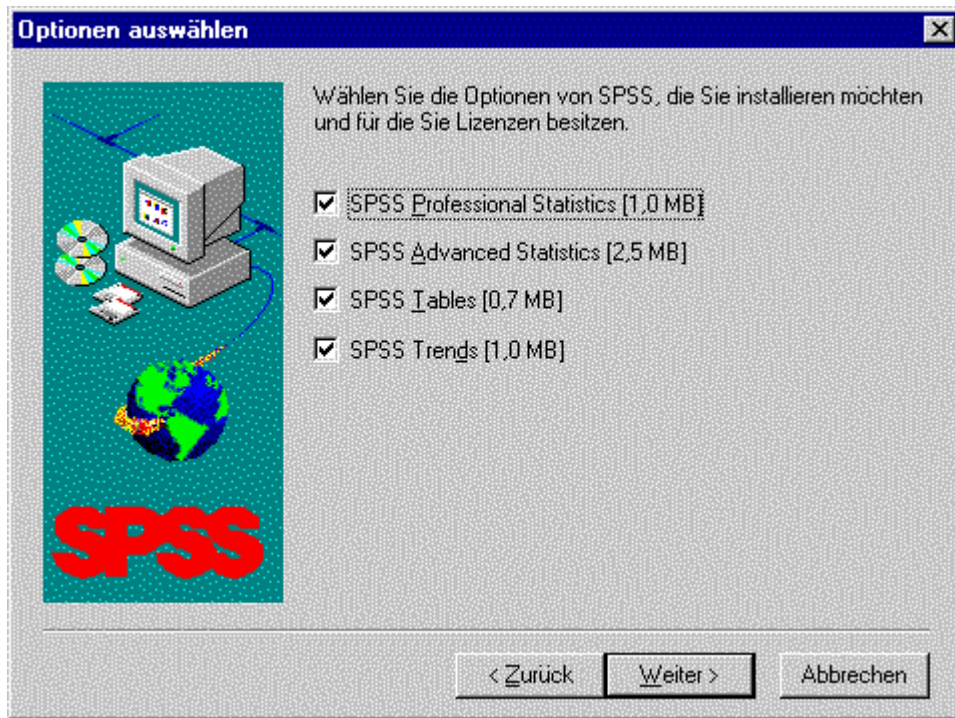 Optionen auswählen
Wählen Sie die Optionen von SPSS, die Sie installieren möchten
und für die Sie Lizenzen besitzen.
SPSS Professional Statistics [1,0 MB]
SPSS Advanced Statistics [2,5 MB]
SPSS Tables [0,7 MB]
SPSS Trends [1,0 MB]
SPSS
< Zurück
Weiter >
Abbrechen